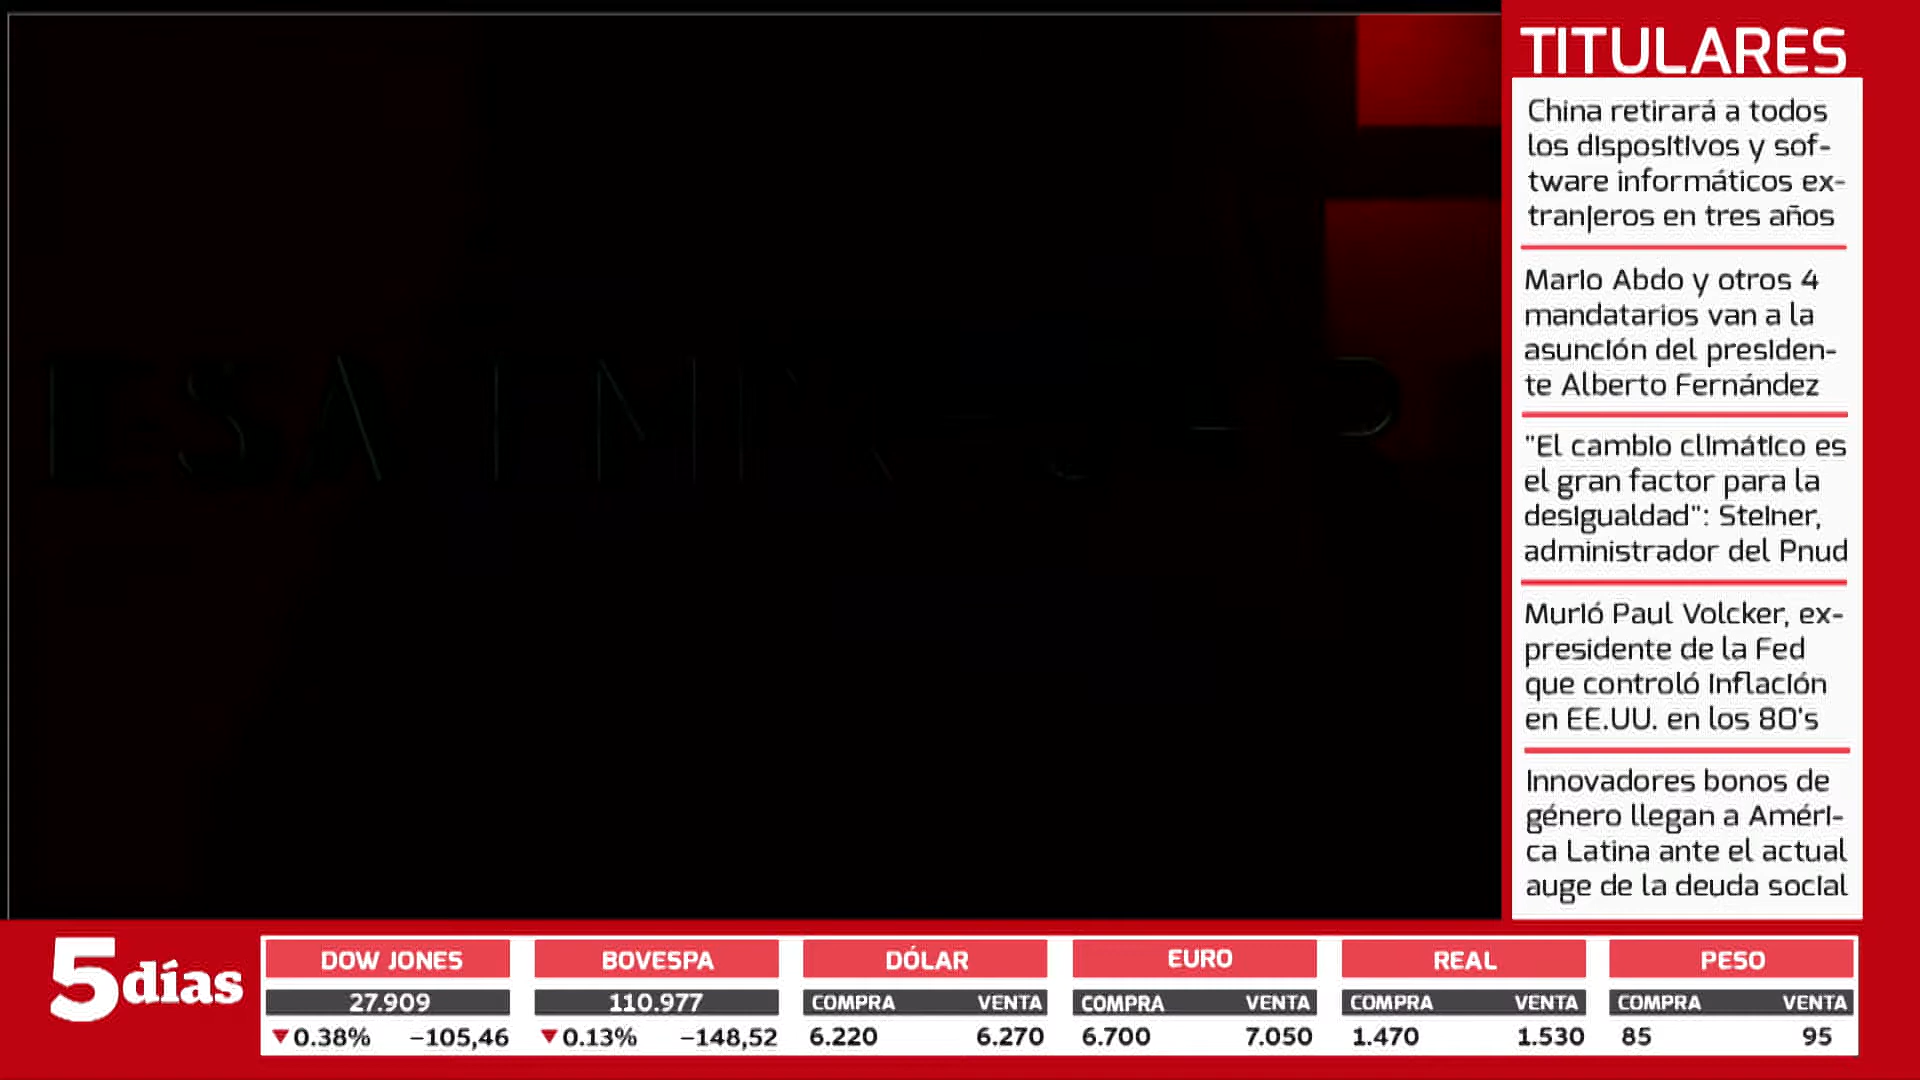 TITULARES
China retirará a todos
los dispositivos y sof-
tware informáticos ex-
tranjeros en tres años
Mario Abdo y otros 4
mandatarios van a la
asunción del presiden-
te Alberto Fernández
"El cambio climático es
el gran factor para la
desigualdad": Steiner,
administrador del Pnud
Murió Paul Volcker, ex-
presidente de la Fed
que controló inflación
en EE.UU. en los 80's
Innovadores bonos de
género llegan a Améri-
ca Latina ante el actual
auge de la deuda social
5días
DOW JONES
27.909
0.38% -105,46
BOVESPA
110.977
0.13% -148,52
DÓLAR
COMPRA VENTA
6.220 6.270
EURO
COMPRA VENTA
6.700 7.050
REAL
COMPRA VENTA
1.470 1.530
PESO
COMPRA VENTA
85 95